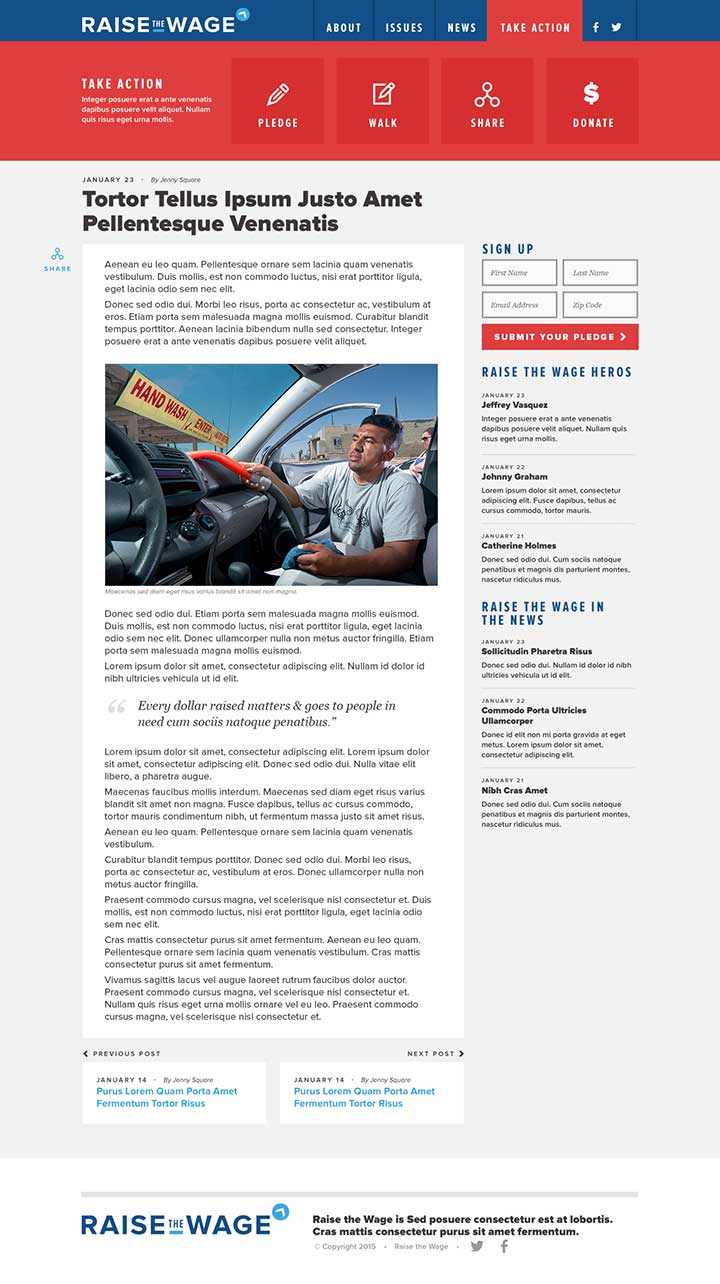 RAISE THE WAGE
ABOUT
ISSUES
NEWS
TAKE ACTION
TAKE ACTION
Integer posuere erat a ante venenatis
dapibus posuere velit aliquet. Nullam
quis risus eget urna mollis.
PLEDGE
WALK
SHARE
$
DONATE
JANUARY 23 • By Jenny Square
Tortor Tellus Ipsum Justo Amet
Pellentesque Venenatis
SHARE
Aenean eu leo quam. Pellentesque ornare sem lacinia quam venenatis
vestibulum. Duis mollis, est non commodo luctus, nisi erat porttitor ligula,
eget lacinia odio sem nec elit.
Donec sed odio dui. Morbi leo risus, porta ac consectetur ac, vestibulum at
eros. Etiam porta sem malesuada magna mollis euismod. Curabitur blandit
tempus porttitor. Aenean lacinia bibendum nulla sed consectetur. Integer
posuere erat a ante venenatis dapibus posuere velit aliquet.
HAND WASH
ENTER
Maecenas sed diam eget risus varius blandit sit amet non magna.
Donec sed odio dui. Etiam porta sem malesuada magna mollis euismod.
Duis mollis, est non commodo luctus, nisi erat porttitor ligula, eget lacinia
odio sem nec elit. Donec ullamcorper nulla non metus auctor fringilla. Etiam
porta sem malesuada magna mollis euismod.
Lorem ipsum dolor sit amet, consectetur adipiscing elit. Nullam id dolor id
nibh ultricies vehicula ut id elit.
“ Every dollar raised matters & goes to people in
need cum sociis natoque penatibus.”
Lorem ipsum dolor sit amet, consectetur adipiscing elit. Lorem ipsum dolor
sit amet, consectetur adipiscing elit. Donec sed odio dui. Nulla vitae elit
libero, a pharetra augue.
Maecenas faucibus mollis interdum. Maecenas sed diam eget risus varius
blandit sit amet non magna. Fusce dapibus, tellus ac cursus commodo,
tortor mauris condimentum nibh, ut fermentum massa justo sit amet risus.
Aenean eu leo quam. Pellentesque ornare sem lacinia quam venenatis
vestibulum.
Curabitur blandit tempus porttitor. Donec sed odio dui. Morbi leo risus,
porta ac consectetur ac, vestibulum at eros. Donec ullamcorper nulla non
metus auctor fringilla.
Praesent commodo cursus magna, vel scelerisque nisl consectetur et. Duis
mollis, est non commodo luctus, nisi erat porttitor ligula, eget lacinia odio
sem nec elit.
Cras mattis consectetur purus sit amet fermentum. Aenean eu leo quam.
Pellentesque ornare sem lacinia quam venenatis vestibulum. Cras mattis
consectetur purus sit amet fermentum.
Vivamus sagittis lacus vel augue laoreet rutrum faucibus dolor auctor.
Praesent commodo cursus magna, vel scelerisque nisl consectetur et.
Nullam quis risus eget urna mollis ornare vel eu leo. Praesent commodo
cursus magna, vel scelerisque nisl consectetur et.
SIGN UP
First Name
Last Name
Email Address
Zip Code
SUBMIT YOUR PLEDGE
RAISE THE WAGE HEROS
JANUARY 23
Jeffrey Vasquez
Integer posuere erat a ante venenatis
dapibus posuere velit aliquet. Nullam quis
risus eget urna mollis.
JANUARY 22
Johnny Graham
Lorem ipsum dolor sit amet, consectetur
adipiscing elit. Fusce dapibus, tellus ac
cursus commodo, tortor mauris.
JANUARY 21
Catherine Holmes
Donec sed odio dui. Cum sociis natoque
penatibus et magnis dis parturient montes,
nascetur ridiculus mus.
RAISE THE WAGE IN
THE NEWS
JANUARY 23
Sollicitudin Pharetra Risus
Donec sed odio dui. Nullam id dolor id nibh
ultricies vehicula ut id elit.
JANUARY 22
Commodo Porta Ultricies
Ullamcorper
Donec id elit non mi porta gravida at eget
metus. Lorem ipsum dolor sit amet,
consectetur adipiscing elit.
JANUARY 21
Nibh Cras Amet
Donec sed odio dui. Cum sociis natoque
penatibus et magnis dis parturient montes,
nascetur ridiculus mus.
PREVIOUS POST
NEXT POST
JANUARY 14 • By Jenny Square
Purus Lorem Quam Porta Amet
Fermentum Tortor Risus
JANUARY 14 • By Jenny Square
Purus Lorem Quam Porta Amet
Fermentum Tortor Risus
RAISE THE WAGE
Raise the Wage is Sed posuere consectetur est at lobortis.
Cras mattis consectetur purus sit amet fermentum.
© Copyright 2015 • Raise the Wage •